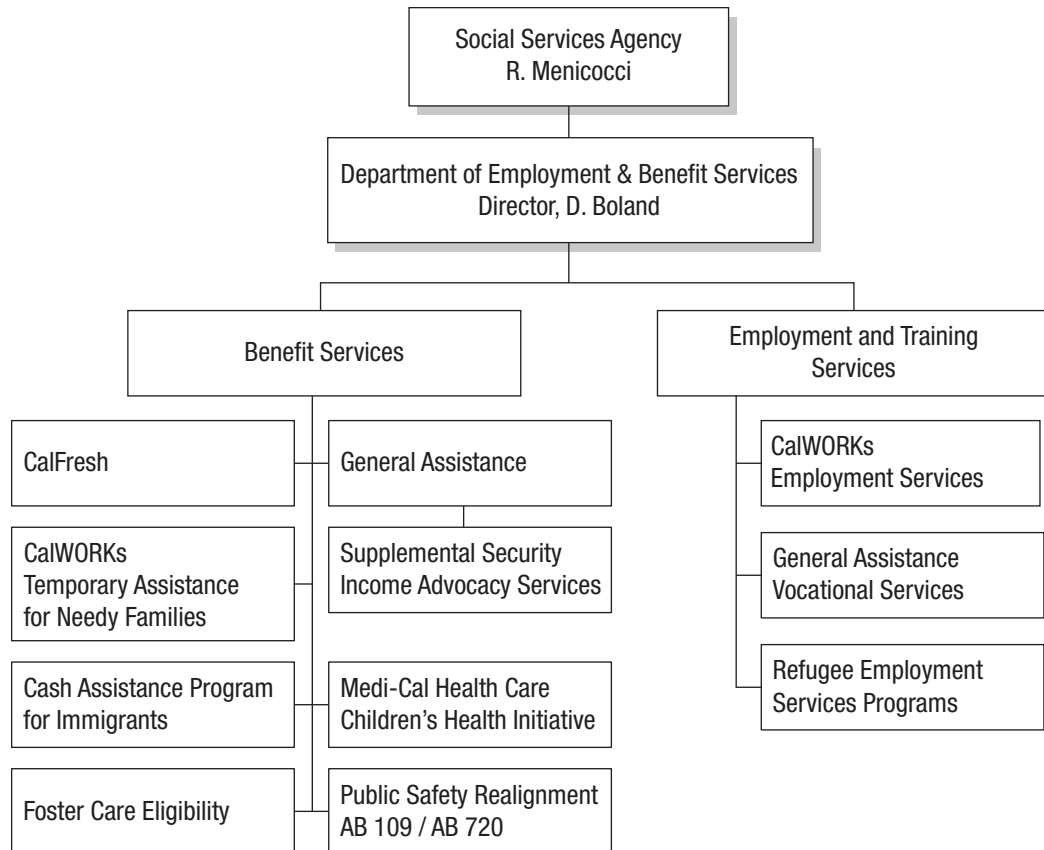 Social Services Agency
R. Menicocci
Department of Employment & Benefit Services
Director, D. Boland
Benefit Services
Employment and Training
Services
CalFresh
General Assistance
CalWORKs
Temporary Assistance
for Needy Families
Supplemental Security
Income Advocacy Services
Cash Assistance Program
for Immigrants
Medi-Cal Health Care
Children’s Health Initiative
Foster Care Eligibility
Public Safety Realignment
AB 109 / AB 720
CalWORKs
Employment Services
General Assistance
Vocational Services
Refugee Employment
Services Programs